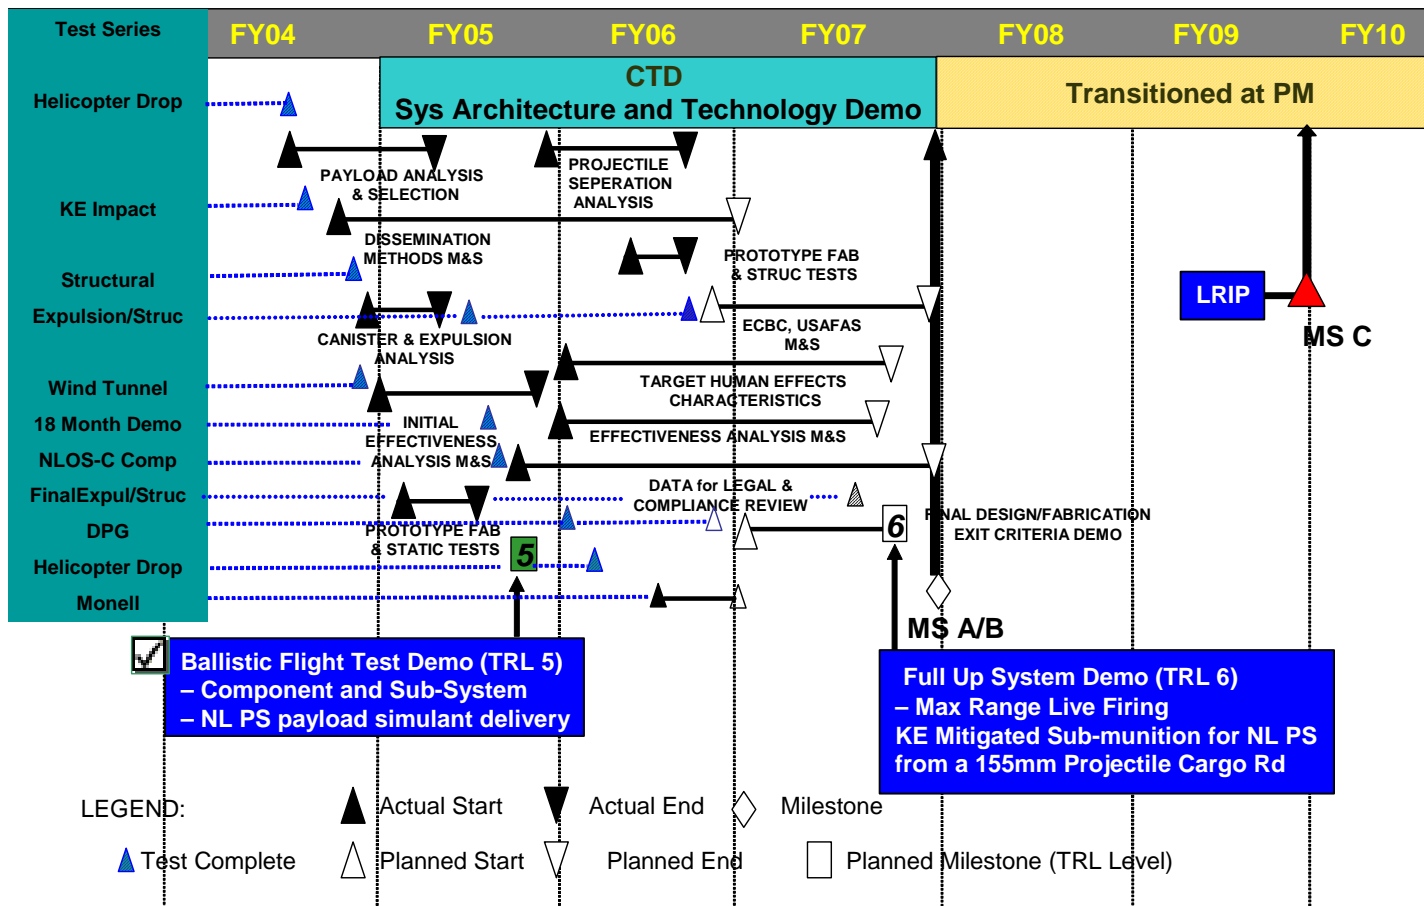 Test Series
FY04
FY05
FY06
FY07
FY08
FY09
FY10
CTD
Sys Architecture and Technology Demo
Transitioned at PM
Helicopter Drop
PAYLOAD ANALYSIS
& SELECTION
PROJECTILE
SEPERATION
ANALYSIS
KE Impact
DISSEMINATION
METHODS M&S
PROTOTYPE FAB
& STRUC TESTS
Structural
LRIP
MS C
Expulsion/Struc
CANISTER & EXPULSION
ANALYSIS
ECBC, USAFAS
M&S
Wind Tunnel
TARGET HUMAN EFFECTS
CHARACTERISTICS
18 Month Demo
INITIAL
EFFECTIVENESS
ANALYSIS M&S
EFFECTIVENESS ANALYSIS M&S
NLOS-C Comp
FinalExpul/Struc
DATA for LEGAL &
COMPLIANCE REVIEW
DPG
PROTOTYPE FAB
& STATIC TESTS
5
6
FINAL DESIGN/FABRICATION
EXIT CRITERIA DEMO
Helicopter Drop
Monell
MS A/B
Ballistic Flight Test Demo (TRL 5)
– Component and Sub-System
– NL PS payload simulant delivery
Full Up System Demo (TRL 6)
– Max Range Live Firing
KE Mitigated Sub-munition for NL PS
from a 155mm Projectile Cargo Rd
LEGEND:
Actual Start
Actual End
Milestone
Test Complete
Planned Start
Planned End
Planned Milestone (TRL Level)